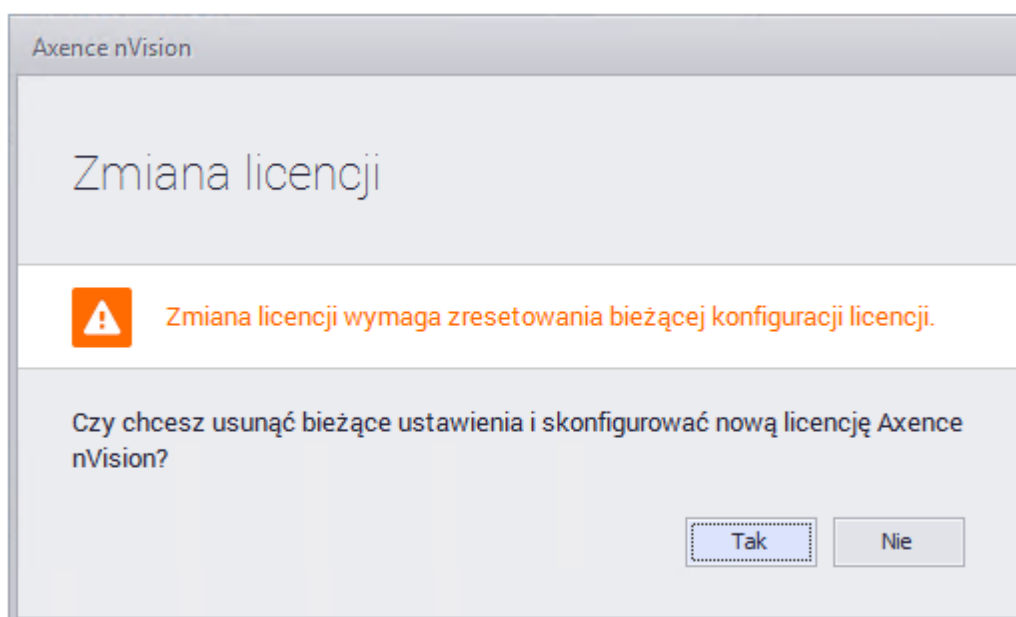 Axence nVision
Zmiana licencji
Zmiana licencji wymaga zresetowania bieżącej konfiguracji licencji.
Czy chcesz usunąć bieżące ustawienia i skonfigurować nową licencję Axence
nVision?
Tak
Nie